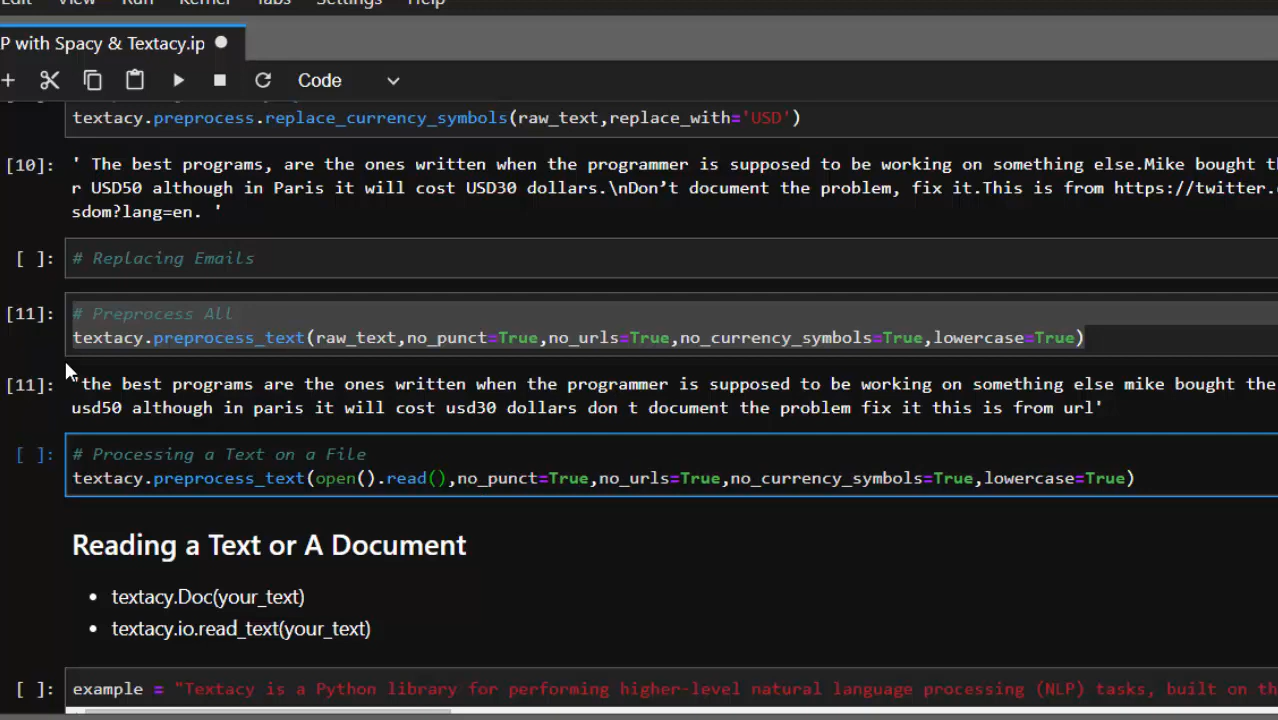 Edit View Run Kernel Tabs Settings Help
P with Spacy & Textacy.ip
Code
textacy.preprocess.replace_currency_symbols(raw_text,replace_with='USD')
[10]: ' The best programs, are the ones written when the programmer is supposed to be working on something else.Mike bought th
r USD50 although in Paris it will cost USD30 dollars.\nDon’t document the problem, fix it.This is from https://twitter.
sdom?lang=en. '
[ ]: # Replacing Emails
[11]: # Preprocess All
textacy.preprocess_text(raw_text,no_punct=True,no_urls=True,no_currency_symbols=True,lowercase=True)
[11]: 'the best programs are the ones written when the programmer is supposed to be working on something else mike bought the
usd50 although in paris it will cost usd30 dollars don t document the problem fix it this is from url'
[ ]: # Processing a Text on a File
textacy.preprocess_text(open().read(),no_punct=True,no_urls=True,no_currency_symbols=True,lowercase=True)
Reading a Text or A Document
• textacy.Doc(your_text)
• textacy.io.read_text(your_text)
[ ]: example = "Textacy is a Python library for performing higher-level natural language processing (NLP) tasks, built on th